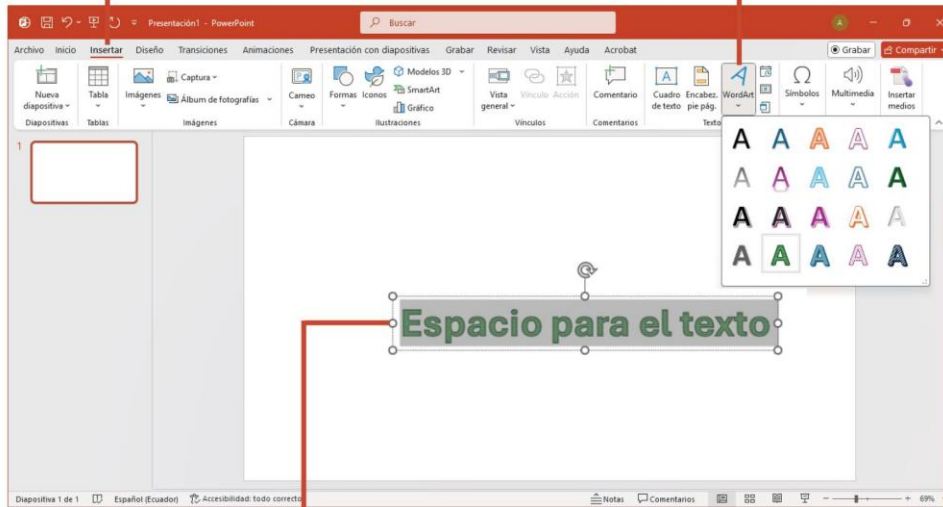 Presentación1 - PowerPoint
Buscar
A
Archivo Inicio Insertar Diseño Transiciones Animaciones Presentación con diapositivas Grabar Revisar Vista Ayuda Acrobat Grabar Compartir
Nueva diapositiva
Tabla
Imágenes
Captura
Álbum de fotografías
Cameo
Formas
Iconos
Modelos 3D
SmartArt
Gráfico
Vista general
Vínculo
Acción
Comentario
Cuadro de texto
Encabez. pie pág.
WordArt
Símbolos
Multimedia
Insertar medios
Diapositivas Tablas Imágenes Cámara Ilustraciones Vínculos Comentarios Texto
A A A A A
A A A A A
A A A A A
A A A A A
1
Espacio para el texto
Diapositiva 1 de 1 Español (Ecuador) Accesibilidad: todo correcto Notas Comentarios 69%